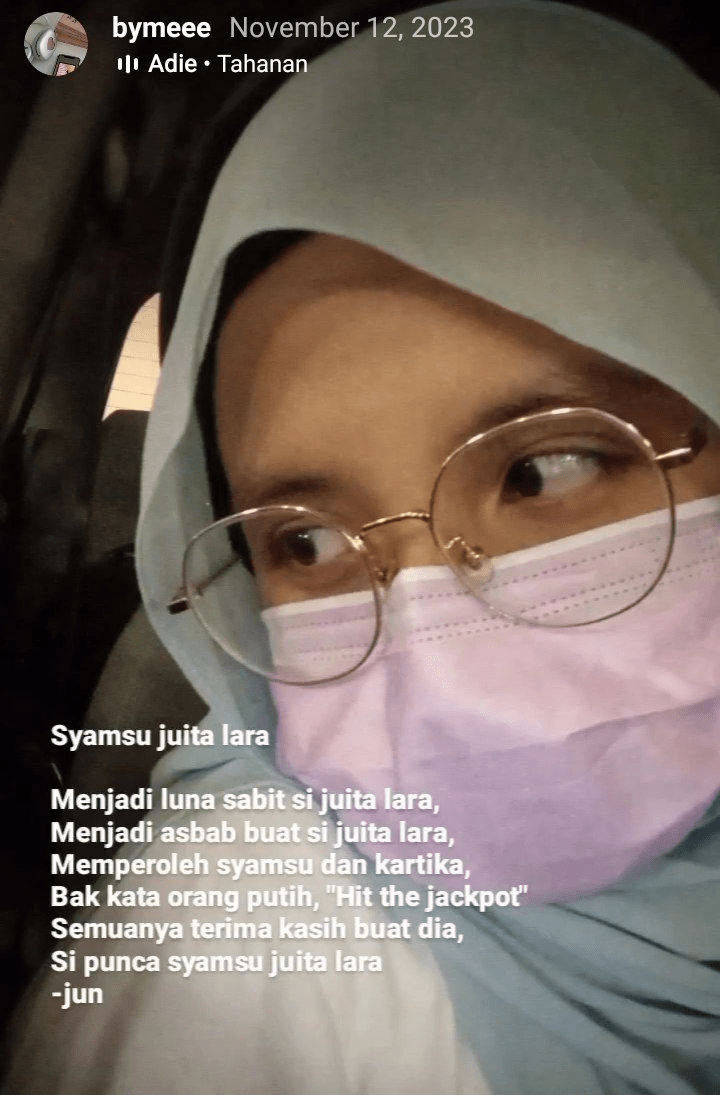 bymeee November 12, 2023
Adie • Tahanan
Syamsu juita lara
Menjadi luna sabit si juita lara,
Menjadi asbab buat si juita lara,
Memperoleh syamsu dan kartika,
Bak kata orang putih, "Hit the jackpot"
Semuanya terima kasih buat dia,
Si punca syamsu juita lara
-jun